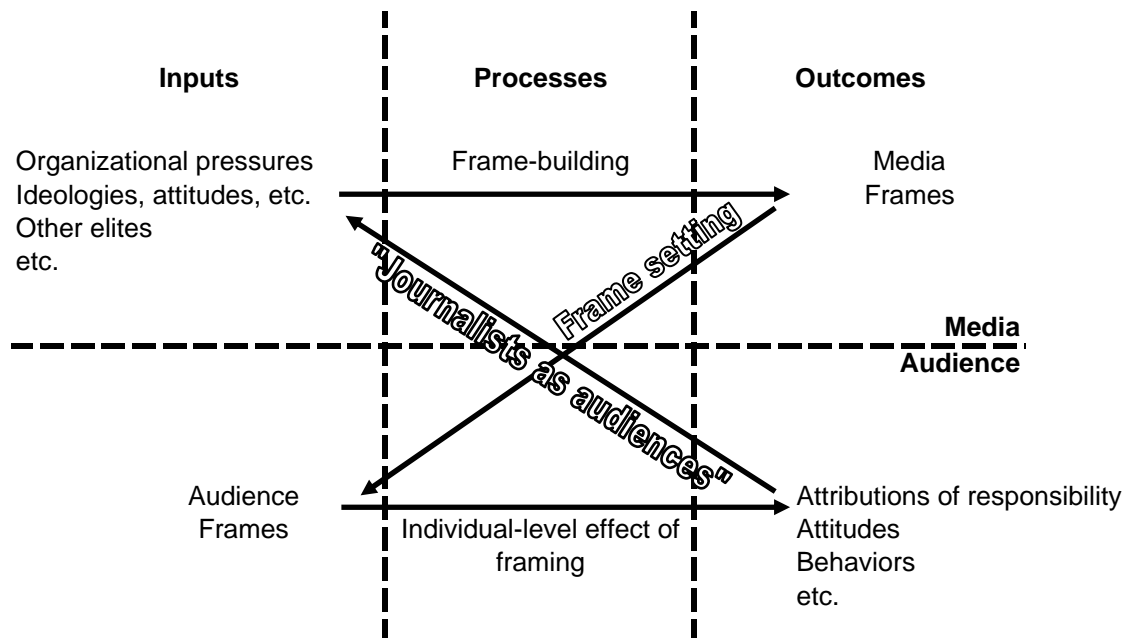 Inputs
Processes
Outcomes
Organizational pressures
Ideologies, attitudes, etc.
Other elites
etc.
Frame-building
Media
Frames
Frame setting
"Journalists as audiences"
Media
Audience
Audience
Frames
Individual-level effect of
framing
Attributions of responsibility
Attitudes
Behaviors
etc.